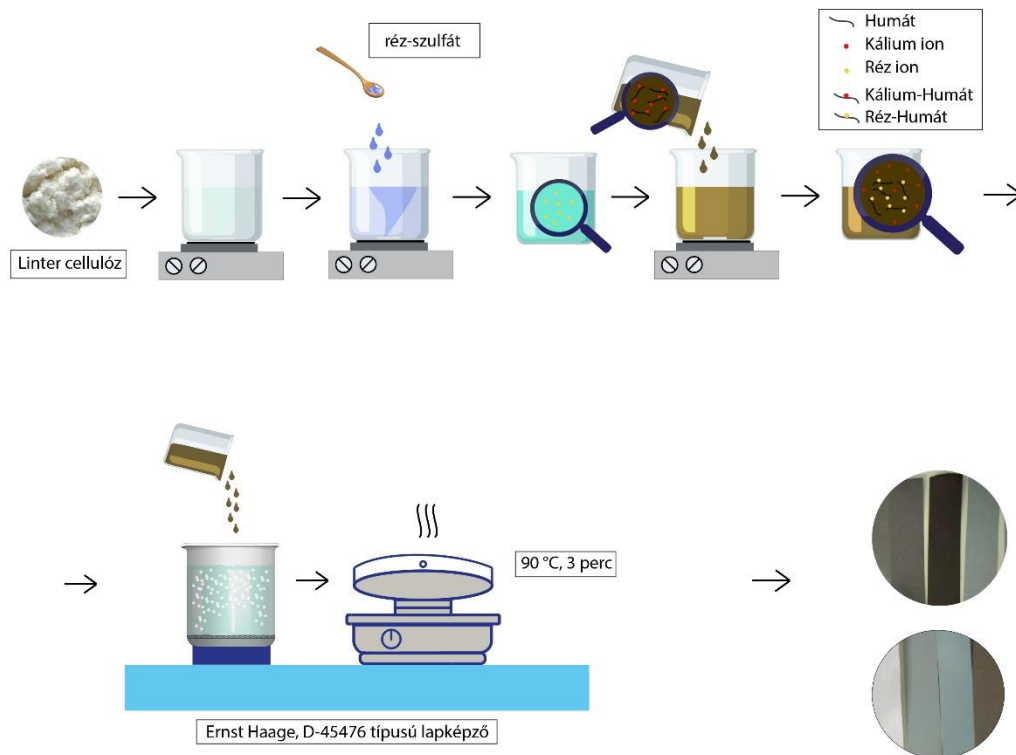 réz-szulfát
Humát
Kálium ion
Réz ion
Kálium-Humát
Réz-Humát
Linter cellulóz
90 °C, 3 perc
Ernst Haage, D-45476 típusú lapképző